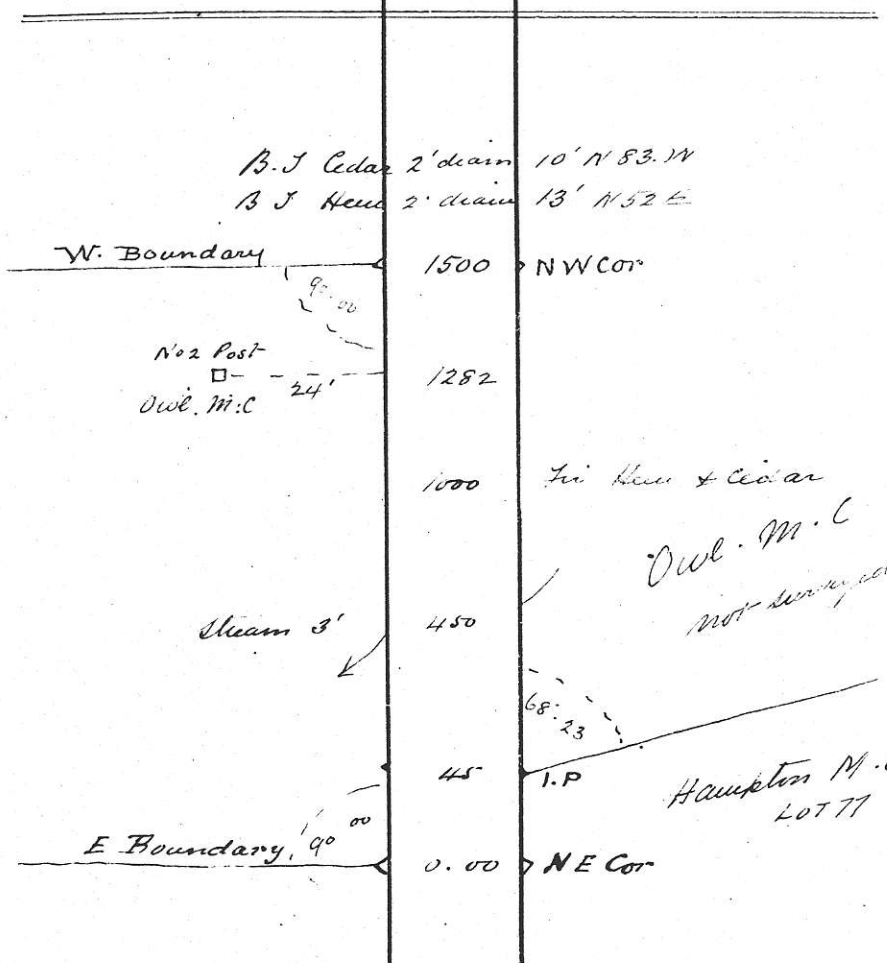 B.T Cedar 2' diam 10' N 83. W
B T Hem 2' diam 13' N 52 E
W. Boundary 1500 NW Cor
90.00
No 2 Post
24' 1282
Owl. M.C
1000 Fir Hem & Cedar
Owl. M. C
not surveyed
Stream 3' 450
68.23
45 I.P
Hampton M.
LOT 77
90 00
E Boundary 0.00 NE Cor